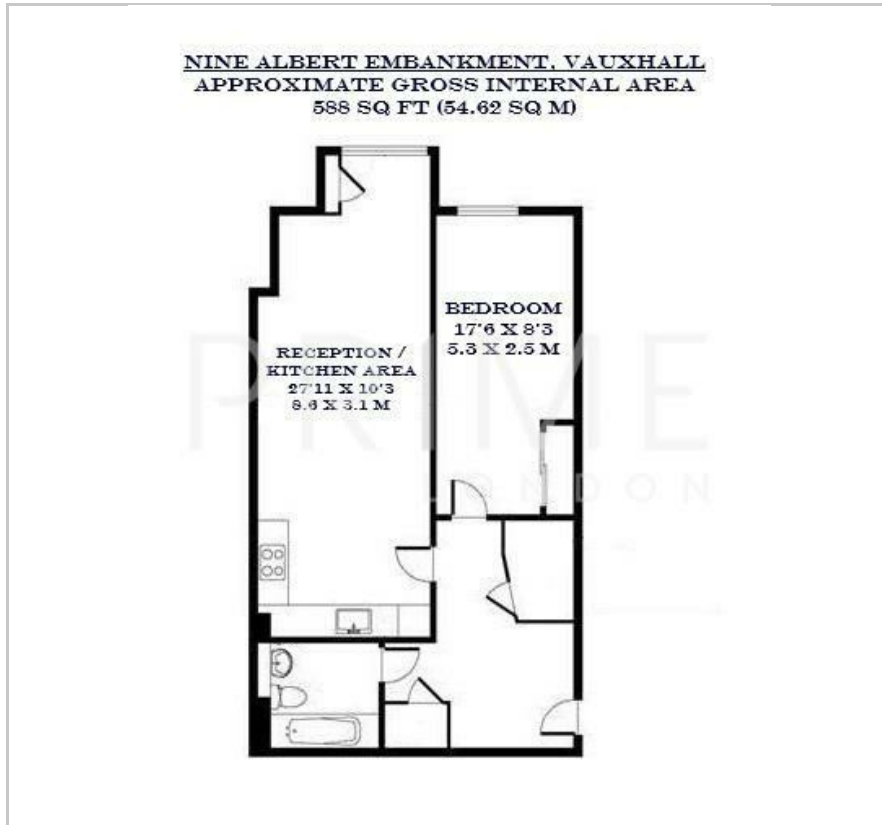 NINE ALBERT EMBANKMENT, VAUXHALL
APPROXIMATE GROSS INTERNAL AREA
588 SQ FT (54.62 SQ M)
BEDROOM
17'6 X 8'3
5.3 X 2.5 M
RECEPTION /
KITCHEN AREA
27'11 X 10'3
8.6 X 3.1 M
PRIME
LONDON